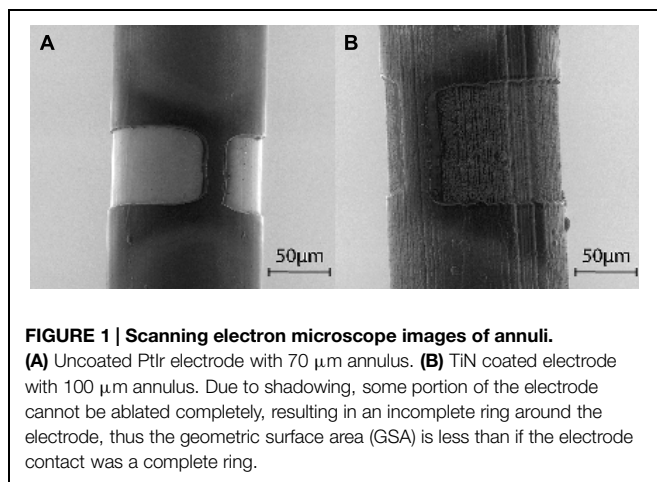 A
B
50µm
50µm
FIGURE 1 | Scanning electron microscope images of annuli.
(A) Uncoated PtIr electrode with 70 µm annulus. (B) TiN coated electrode
with 100 µm annulus. Due to shadowing, some portion of the electrode
cannot be ablated completely, resulting in an incomplete ring around the
electrode, thus the geometric surface area (GSA) is less than if the electrode
contact was a complete ring.